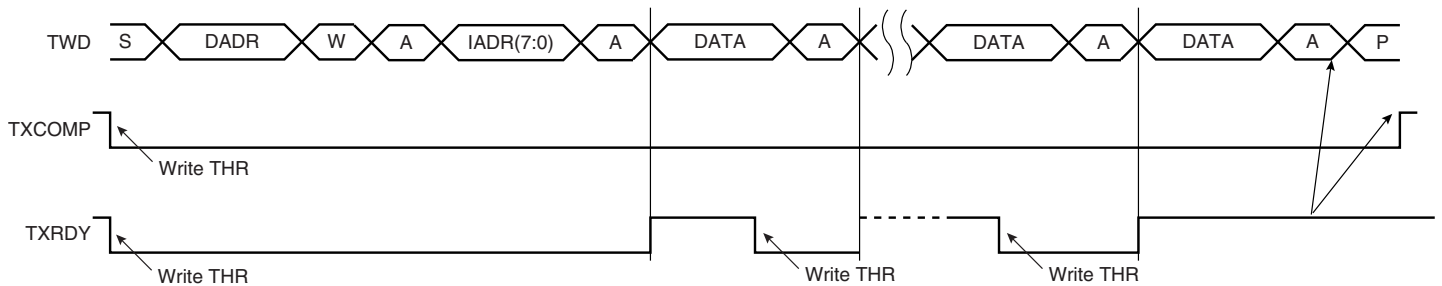 TWD S DADR W A IADR(7:0) A DATA A DATA A DATA A P
TXCOMP
Write THR
TXRDY
Write THR Write THR Write THR